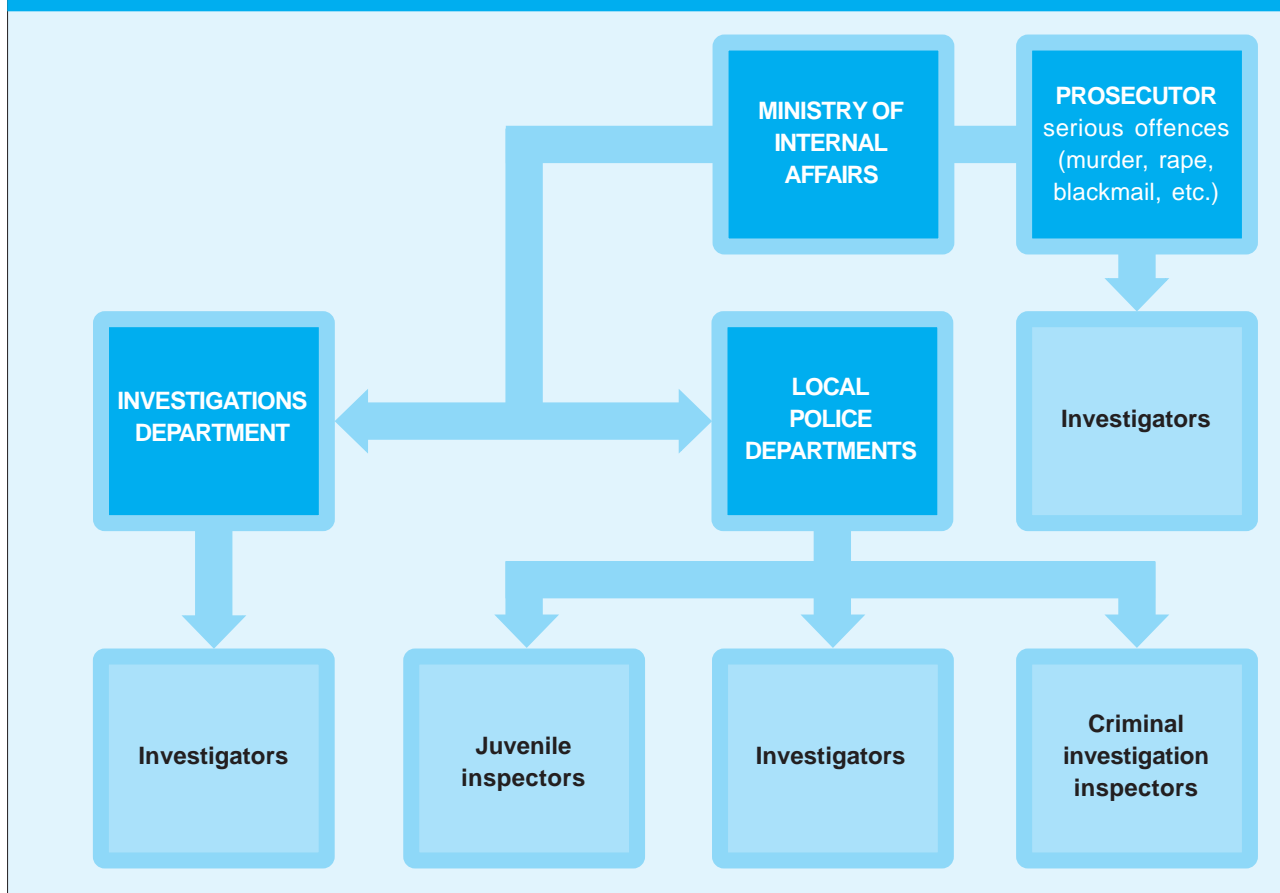 MINISTRY OF
INTERNAL
AFFAIRS
PROSECUTOR
serious offences
(murder, rape,
blackmail, etc.)
INVESTIGATIONS
DEPARTMENT
LOCAL
POLICE
DEPARTMENTS
Investigators
Investigators
Juvenile
inspectors
Investigators
Criminal
investigation
inspectors